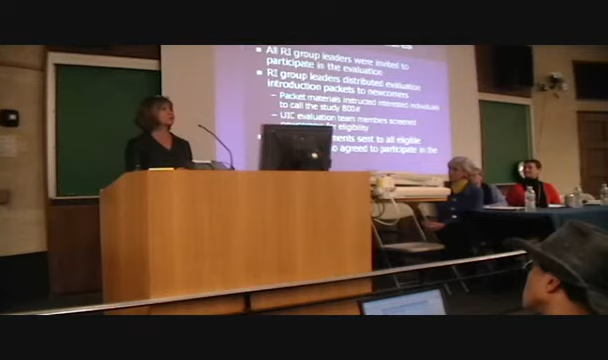 All RI group leaders were invited to
participate in the evaluation
RI group leaders distributed evaluation
introduction packets to newcomers
– Packet materials instructed interested individuals
to call the study 800#
– UIC evaluation team members screened
for eligibility
sent to all eligible
agreed to participate in the